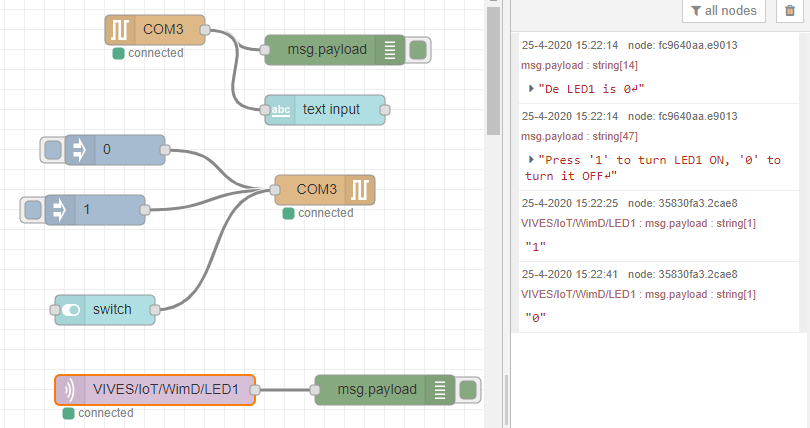 COM3
connected
msg.payload
abc text input
0
1
COM3
connected
switch
VIVES/IoT/WimD/LED1
connected
msg.payload
all nodes
25-4-2020 15:22:14 node: fc9640aa.e9013
msg.payload : string[14]
"De LED1 is 0↵"
25-4-2020 15:22:14 node: fc9640aa.e9013
msg.payload : string[47]
"Press '1' to turn LED1 ON, '0' to
turn it OFF↵"
25-4-2020 15:22:25 node: 35830fa3.2cae8
VIVES/IoT/WimD/LED1 : msg.payload : string[1]
"1"
25-4-2020 15:22:41 node: 35830fa3.2cae8
VIVES/IoT/WimD/LED1 : msg.payload : string[1]
"0"